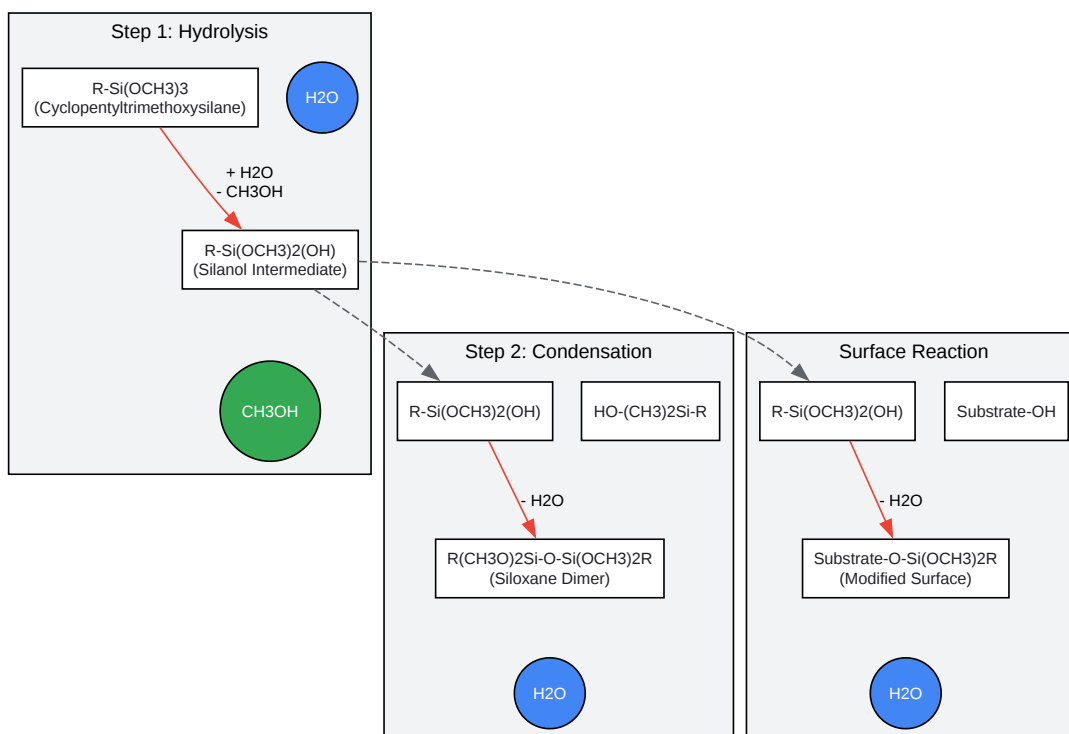 Step 1: Hydrolysis
R-Si(OCH3)3
(Cyclopentyltrimethoxysilane)
H2O
+ H2O
- CH3OH
R-Si(OCH3)2(OH)
(Silanol Intermediate)
CH3OH
Step 2: Condensation
R-Si(OCH3)2(OH)
HO-(CH3)2Si-R
- H2O
R(CH3O)2Si-O-Si(OCH3)2R
(Siloxane Dimer)
H2O
Surface Reaction
R-Si(OCH3)2(OH)
Substrate-OH
- H2O
Substrate-O-Si(OCH3)2R
(Modified Surface)
H2O